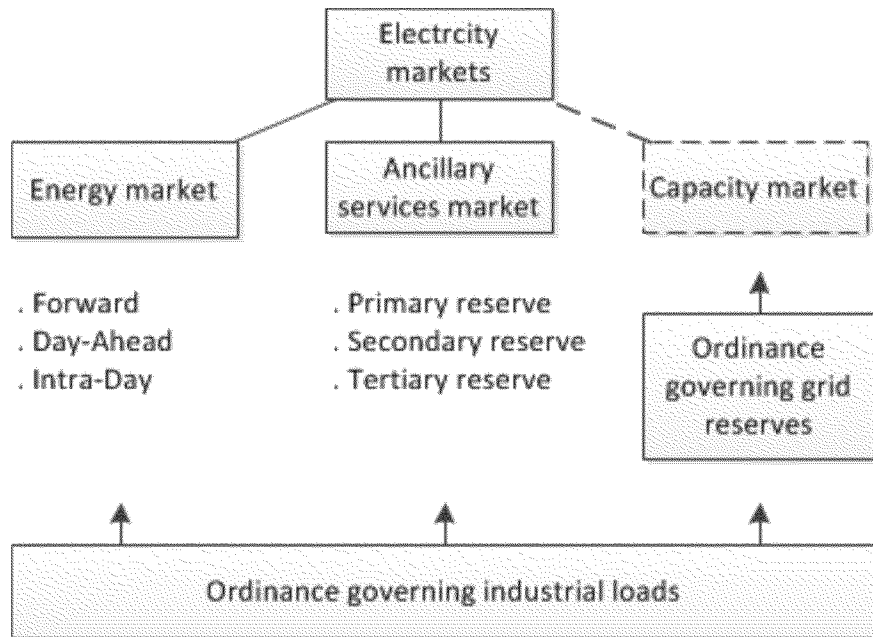 Electrcity
markets
Energy market
Ancillary
services market
Capacity market
. Forward
. Day-Ahead
. Intra-Day
. Primary reserve
. Secondary reserve
. Tertiary reserve
Ordinance
governing grid
reserves
Ordinance governing industrial loads